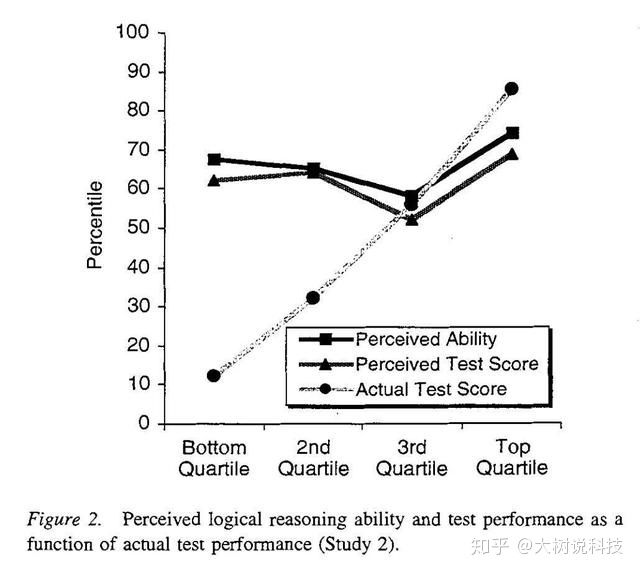 100
90
80
70
60
50
40
30
20
10
0
Percentile
Perceived Ability
Perceived Test Score
Actual Test Score
Bottom 2nd 3rd Top
Quartile Quartile Quartile Quartile
Figure 2. Perceived logical reasoning ability and test performance as a
function of actual test performance (Study 2).
知乎 @大树说科技